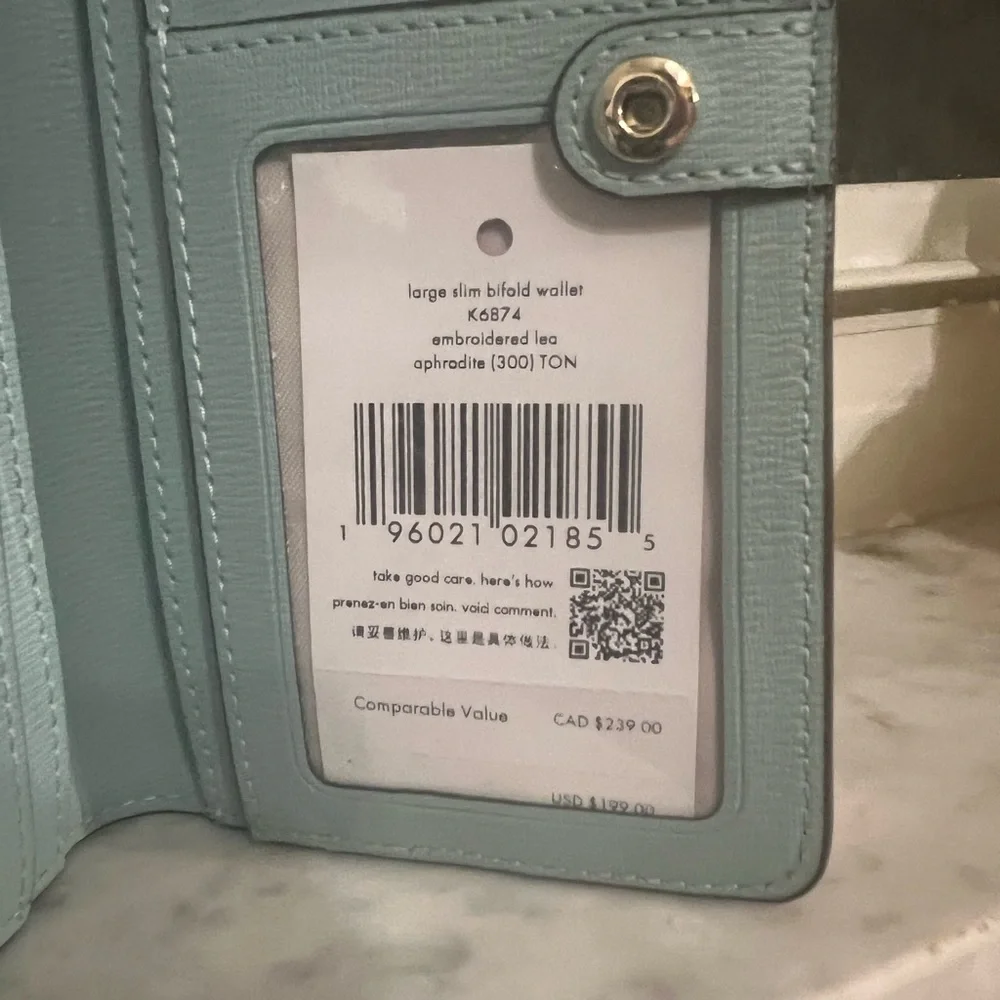 large slim bifold wallet
K6874
embroidered lea
aphrodite (300) TON
1 96021 02185 5
take good care. here's how
prenez-en bien soin. voici comment.
请妥善维护。这里是具体做法.
Comparable Value CAD $239.00
USD $199.00